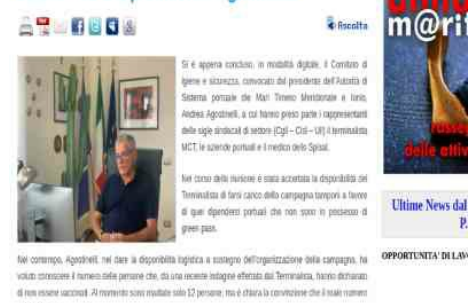 Ascolta
Si è appena concluso, in modalità digitale, il Comitato di
Igiene e sicurezza, convocato dal presidente dell'Autorità di
Sistema portuale dei Mari Tirreno Meridionale e Ionio,
Andrea Agostinelli, a cui hanno preso parte i rappresentanti
delle sigle sindacali di settore (Cgil – Cisl – Uil) il terminalista
MCT, le aziende portuali e il medico dello Spisal.
Nel corso della riunione è stata accertata la disponibilità del
Terminalista di farsi carico della campagna tamponi a favore
di quei dipendenti portuali che non sono in possesso di
green pass.
Nel contempo, Agostinelli, nel dare la disponibilità logistica a sostegno dell'organizzazione della campagna, ha
voluto conoscere il numero delle persone che, da una recente indagine effettata dal Terminalista, hanno dichiarato
di non essere vaccinati. Al momento sono risultate solo 12 persone, ma è chiara la convinzione che il reale numero
m@rit
delle attiv
Ultime News dal
P.
OPPORTUNITA' DI LAV